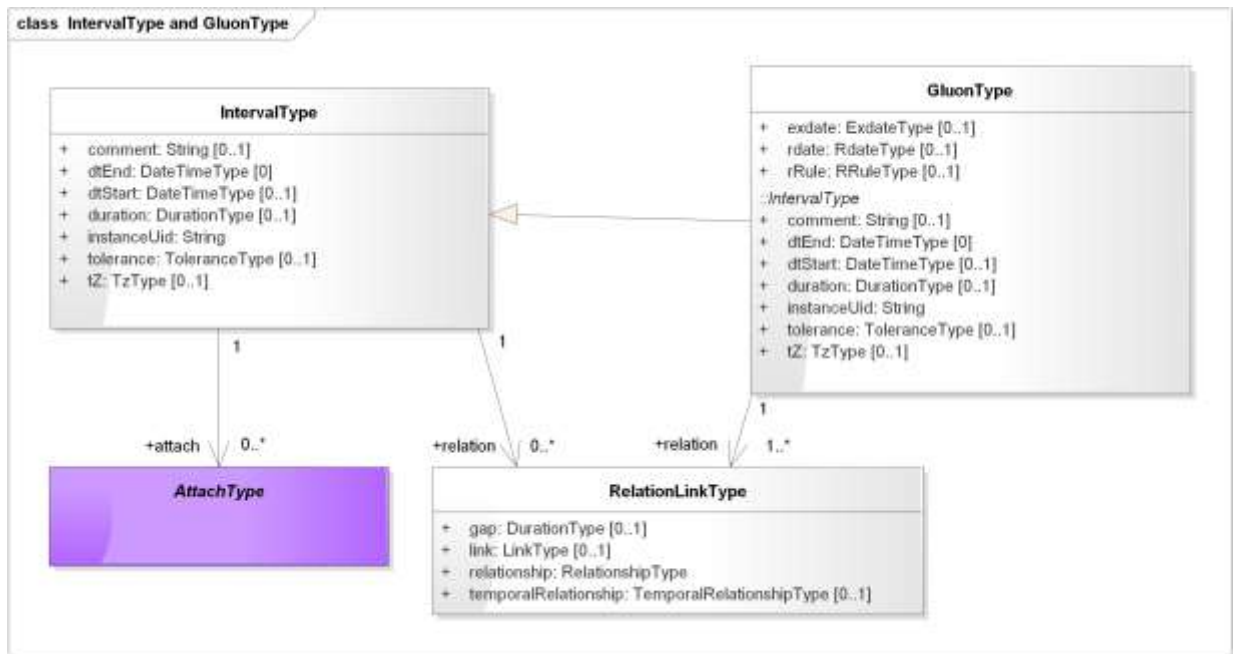 class IntervalType and GluonType
IntervalType
+ comment: String [0..1]
+ dtEnd: DateTimeType [0]
+ dtStart: DateTimeType [0..1]
+ duration: DurationType [0..1]
+ instanceUid: String
+ tolerance: ToleranceType [0..1]
+ tZ: TzType [0..1]
GluonType
+ exdate: ExdateType [0..1]
+ rdate: RdateType [0..1]
+ rRule: RRuleType [0..1]
::IntervalType
+ comment: String [0..1]
+ dtEnd: DateTimeType [0]
+ dtStart: DateTimeType [0..1]
+ duration: DurationType [0..1]
+ instanceUid: String
+ tolerance: ToleranceType [0..1]
+ tZ: TzType [0..1]
1
1
1
+attach 0..*
+relation 0..*
+relation 1..*
AttachType
RelationLinkType
+ gap: DurationType [0..1]
+ link: LinkType [0..1]
+ relationship: RelationshipType
+ temporalRelationship: TemporalRelationshipType [0..1]